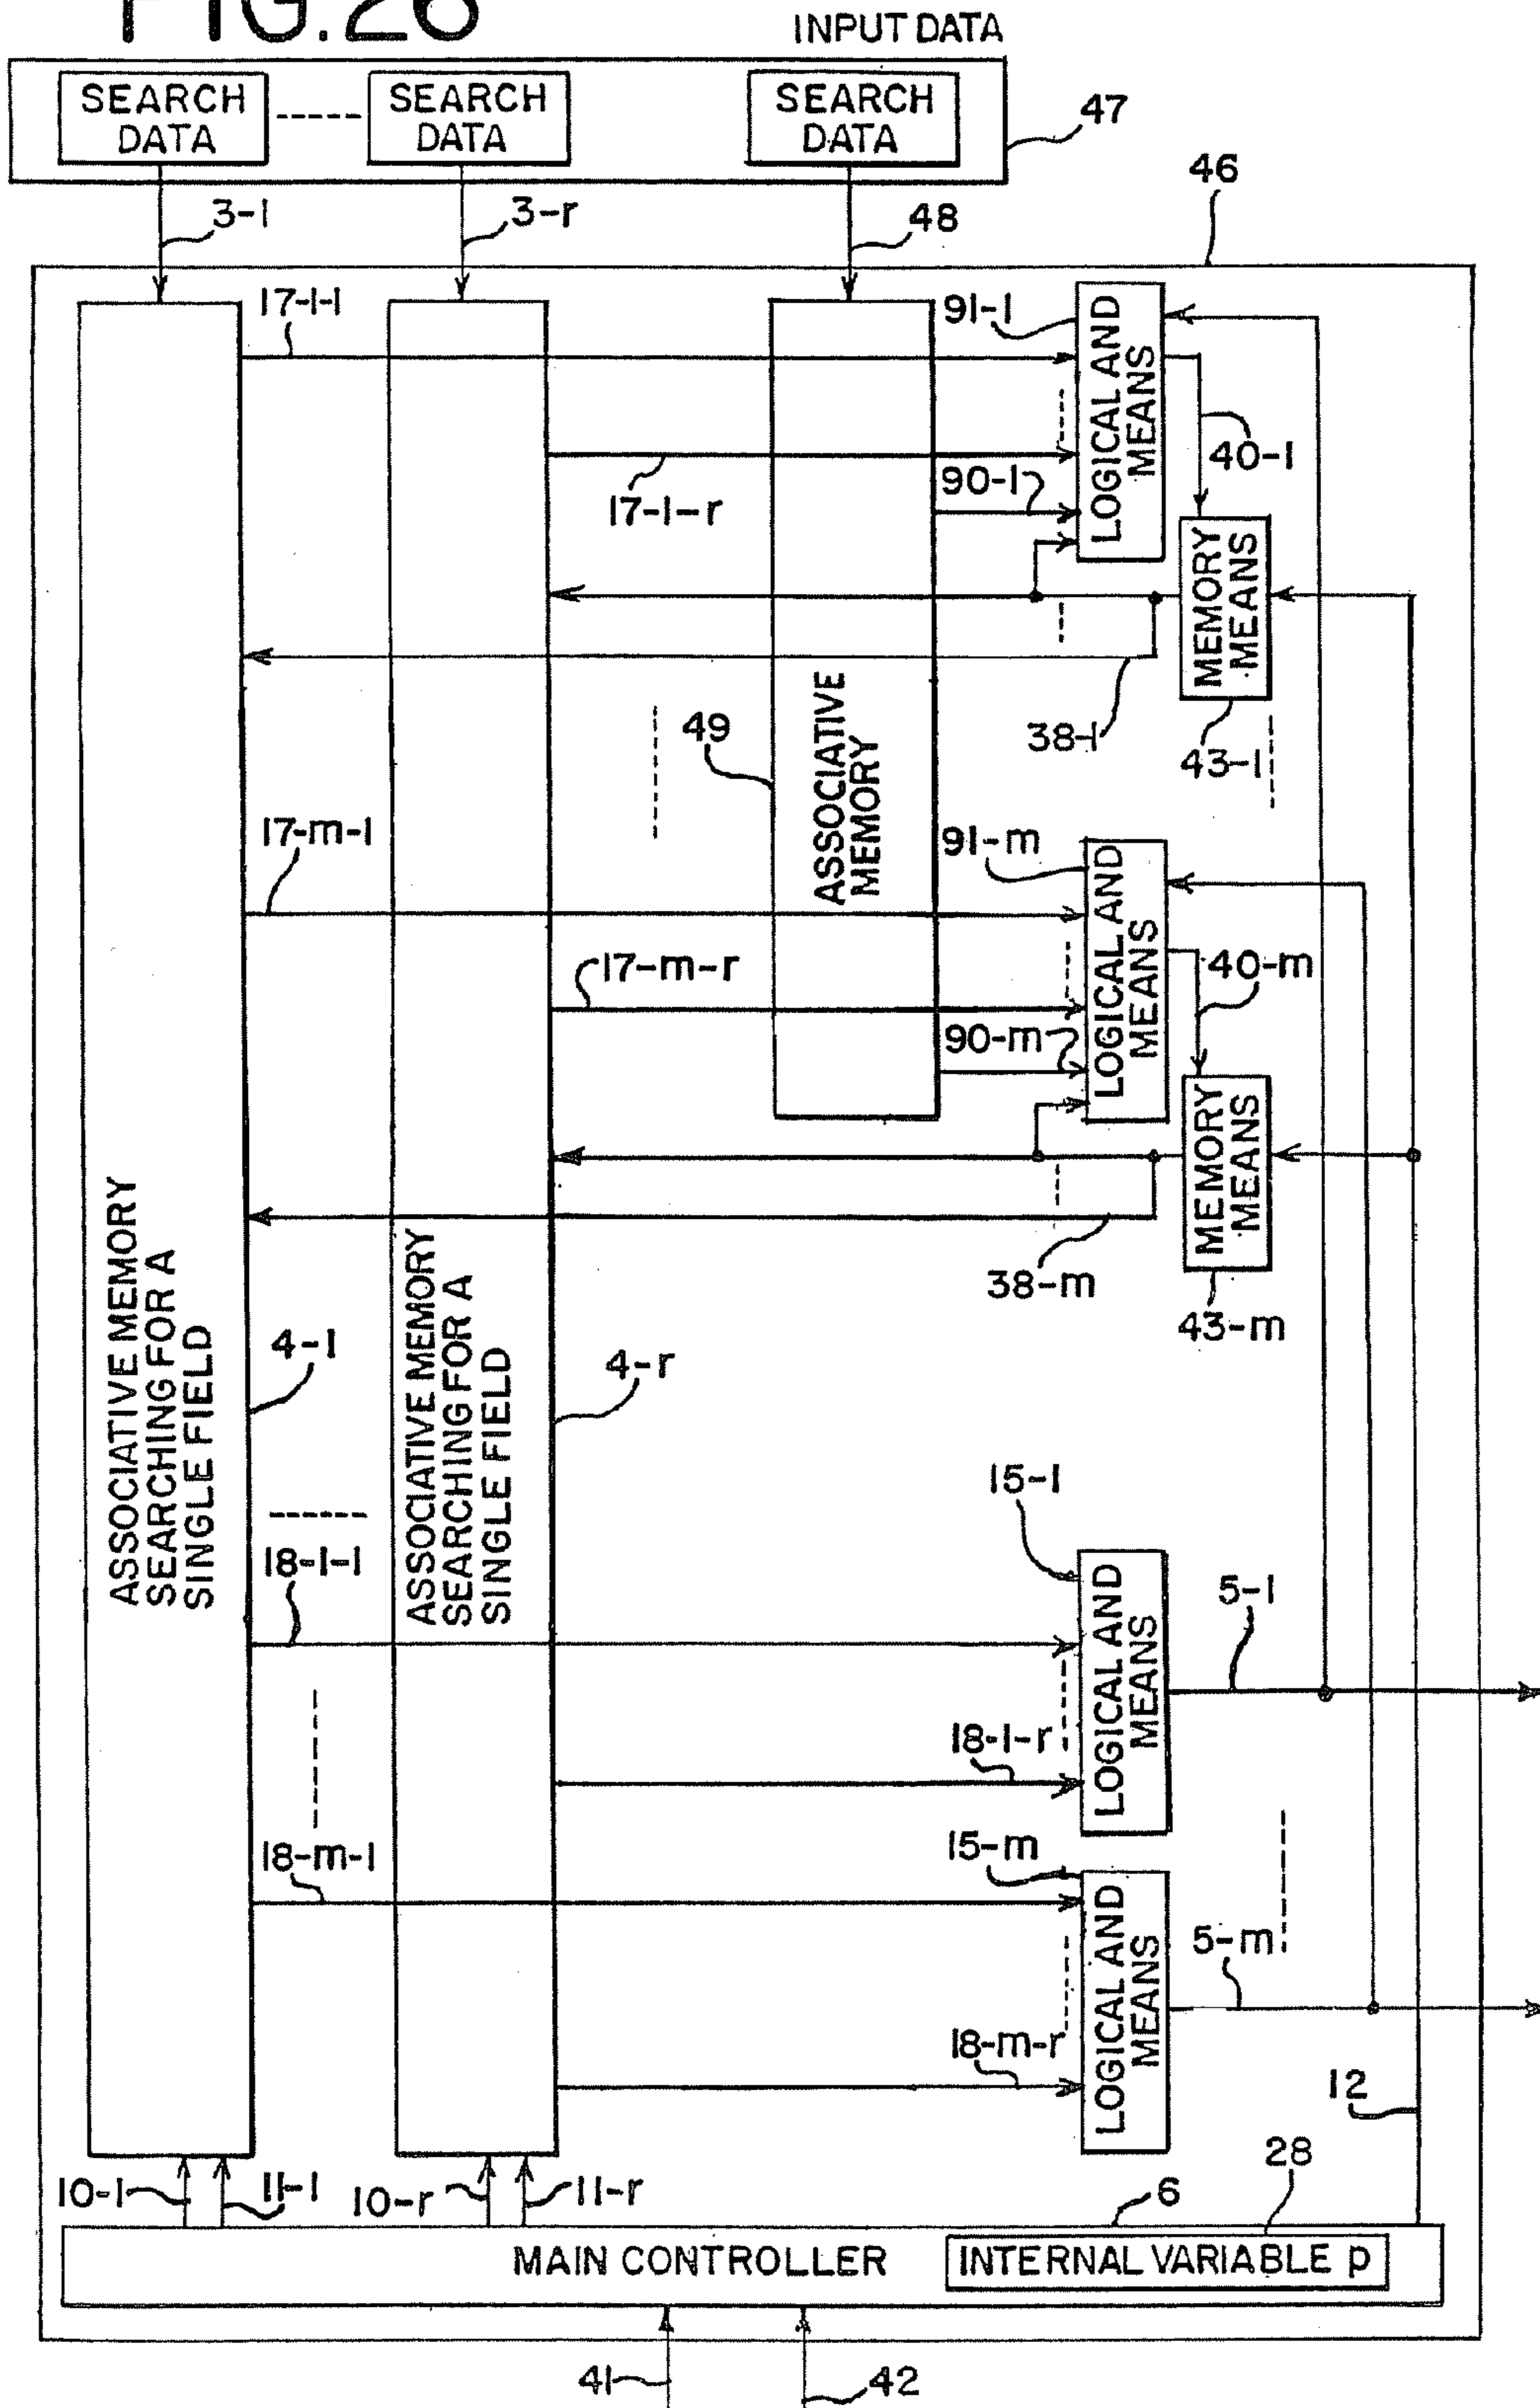 FIG. 26
INPUT DATA
SEARCH
DATA
SEARCH
DATA
SEARCH
DATA
47
3-1
3-r
48
46
17-1-1
91-1
LOGICAL AND
MEANS
40-1
17-1-r
90-1
MEMORY
MEANS
38-1
43-1
49
ASSOCIATIVE
MEMORY
17-m-1
91-m
LOGICAL AND
MEANS
17-m-r
40-m
90-m
MEMORY
MEANS
38-m
43-m
ASSOCIATIVE MEMORY
SEARCHING FOR A
SINGLE FIELD
4-1
ASSOCIATIVE MEMORY
SEARCHING FOR A
SINGLE FIELD
4-r
15-1
18-1-1
LOGICAL AND
MEANS
5-1
18-1-r
18-m-1
15-m
LOGICAL AND
MEANS
5-m
18-m-r
12
10-1
11-1
10-r
11-r
6
28
MAIN CONTROLLER
INTERNAL VARIABLE p
41
42